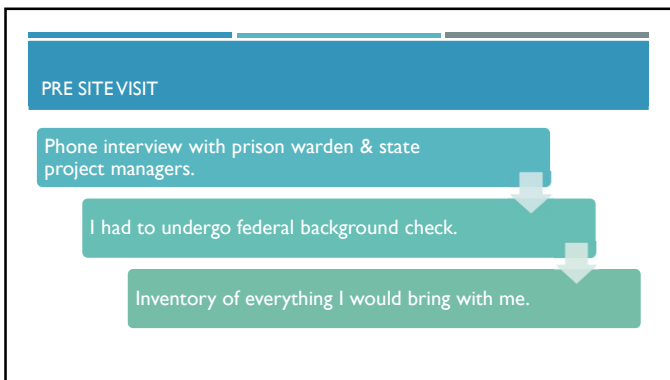 PRE SITE VISIT
Phone interview with prison warden & state
project managers.
I had to undergo federal background check.
Inventory of everything I would bring with me.